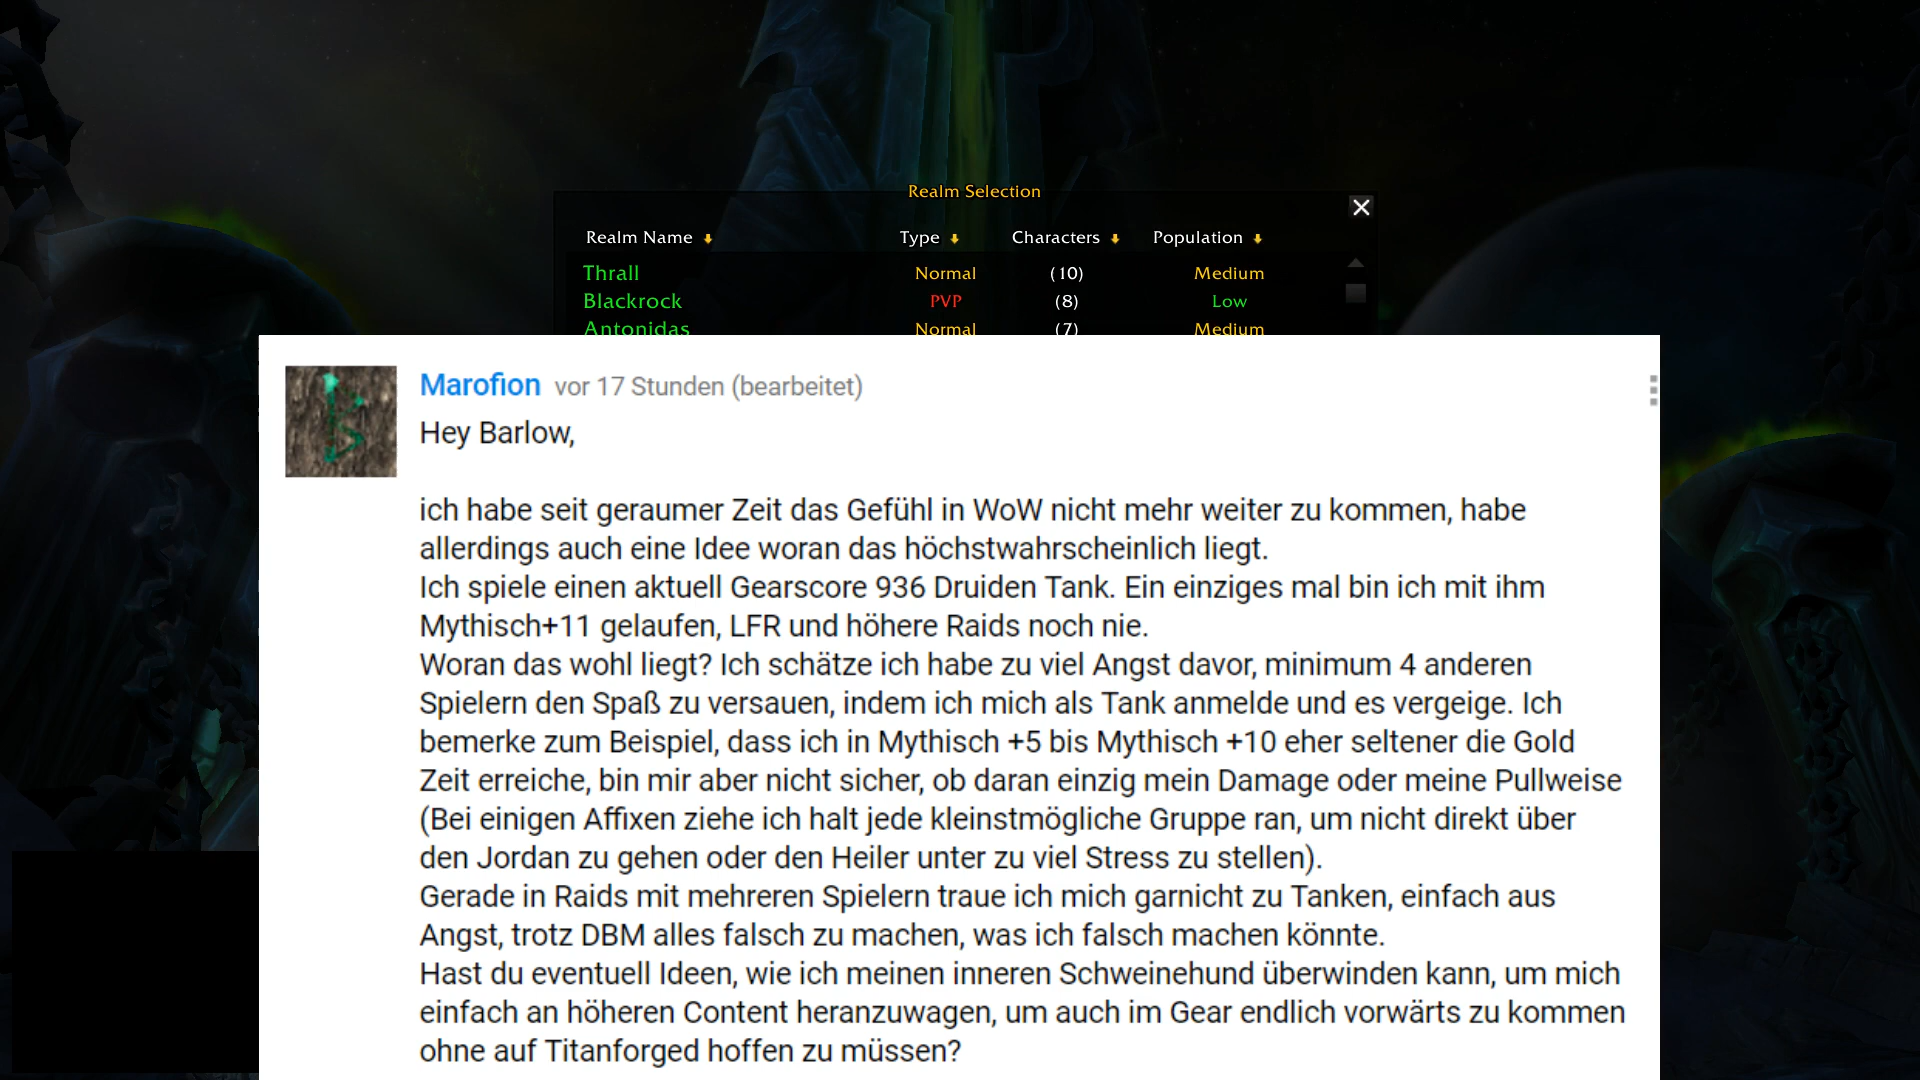 Realm Selection
Realm Name Type Characters Population
Thrall Normal (10) Medium
Blackrock PVP (8) Low
Antonidas Normal (7) Medium
Marofion vor 17 Stunden (bearbeitet)
Hey Barlow,
ich habe seit geraumer Zeit das Gefühl in WoW nicht mehr weiter zu kommen, habe
allerdings auch eine Idee woran das höchstwahrscheinlich liegt.
Ich spiele einen aktuell Gearscore 936 Druiden Tank. Ein einziges mal bin ich mit ihm
Mythisch+11 gelaufen, LFR und höhere Raids noch nie.
Woran das wohl liegt? Ich schätze ich habe zu viel Angst davor, minimum 4 anderen
Spielern den Spaß zu versauen, indem ich mich als Tank anmelde und es vergeige. Ich
bemerke zum Beispiel, dass ich in Mythisch +5 bis Mythisch +10 eher seltener die Gold
Zeit erreiche, bin mir aber nicht sicher, ob daran einzig mein Damage oder meine Pullweise
(Bei einigen Affixen ziehe ich halt jede kleinstmögliche Gruppe ran, um nicht direkt über
den Jordan zu gehen oder den Heiler unter zu viel Stress zu stellen).
Gerade in Raids mit mehreren Spielern traue ich mich garnicht zu Tanken, einfach aus
Angst, trotz DBM alles falsch zu machen, was ich falsch machen könnte.
Hast du eventuell Ideen, wie ich meinen inneren Schweinehund überwinden kann, um mich
einfach an höheren Content heranzuwagen, um auch im Gear endlich vorwärts zu kommen
ohne auf Titanforged hoffen zu müssen?